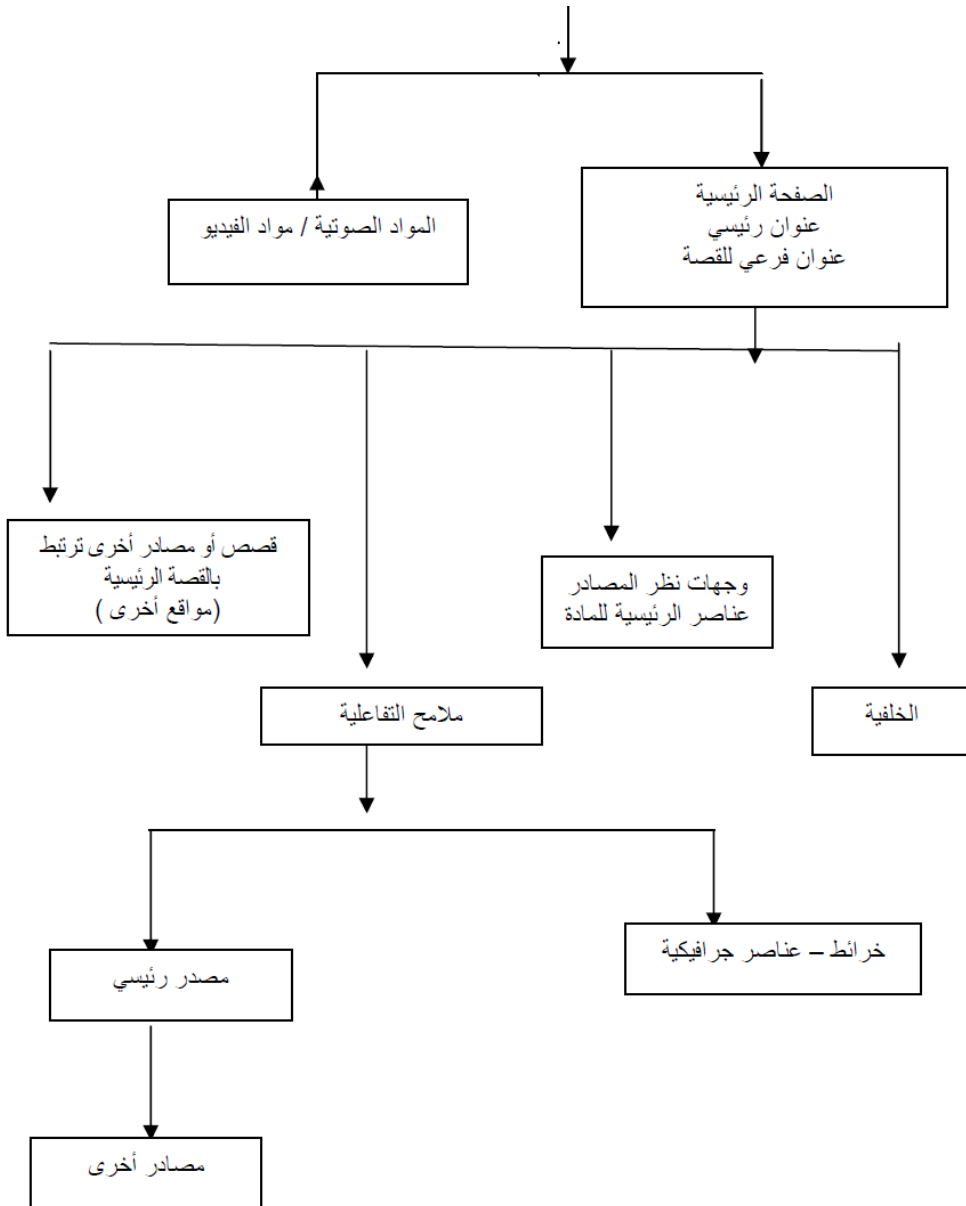 الصفحة الرئيسية
عنوان رئيسي
عنوان فرعي للقصة
المواد الصوتية / مواد الفيديو
الخلفية
وجهات نظر المصادر
عناصر الرئيسية للمادة
ملامح التفاعلية
قصص أو مصادر أخرى ترتبط
بالقصة الرئيسية
(مواقع أخرى )
خرائط – عناصر جرافيكية
مصدر رئيسي
مصادر أخرى